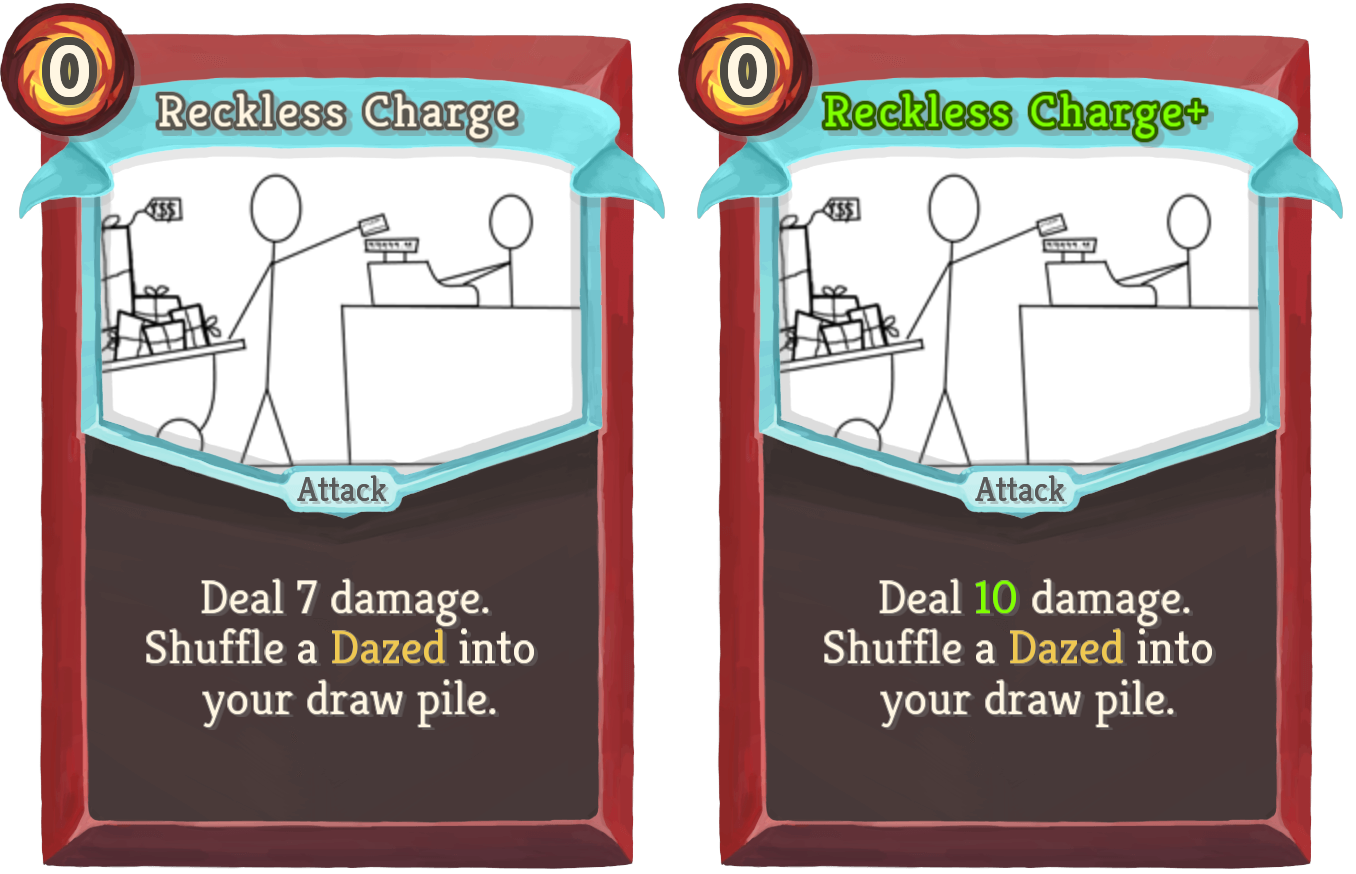 0
Reckless Charge
$$$
Attack
Deal 7 damage.
Shuffle a Dazed into
your draw pile.
0
Reckless Charge+
$$$
Attack
Deal 10 damage.
Shuffle a Dazed into
your draw pile.